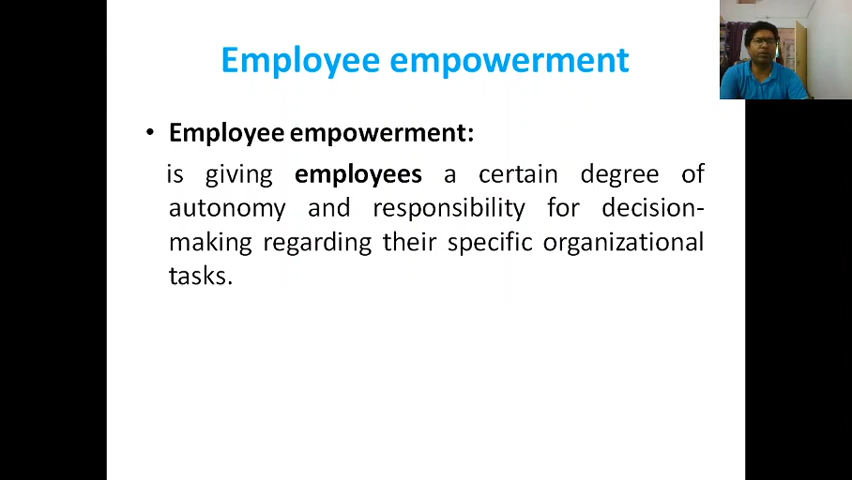 Employee empowerment
• Employee empowerment:
is giving employees a certain degree of
autonomy and responsibility for decision-
making regarding their specific organizational
tasks.